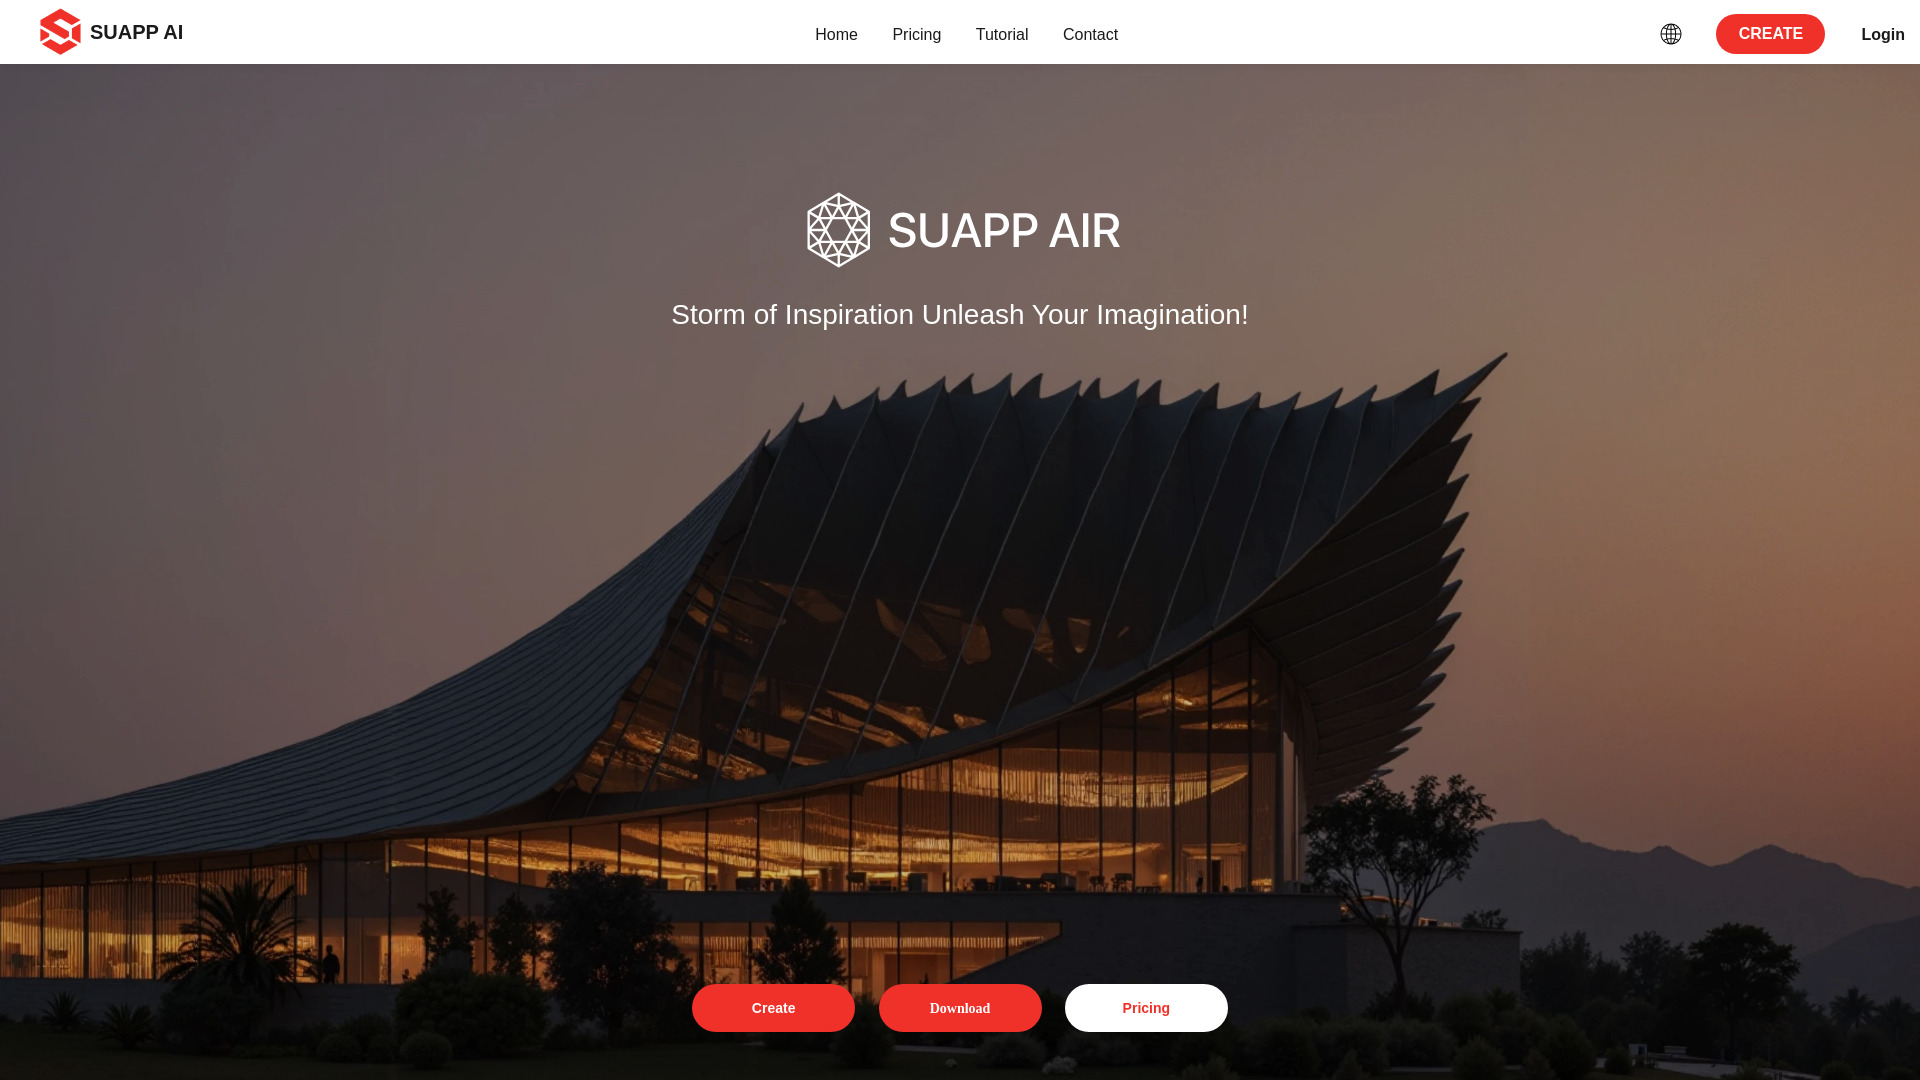 SUAPP AI
Home Pricing Tutorial Contact
CREATE
Login
SUAPP AIR
Storm of Inspiration Unleash Your Imagination!
Create
Download
Pricing